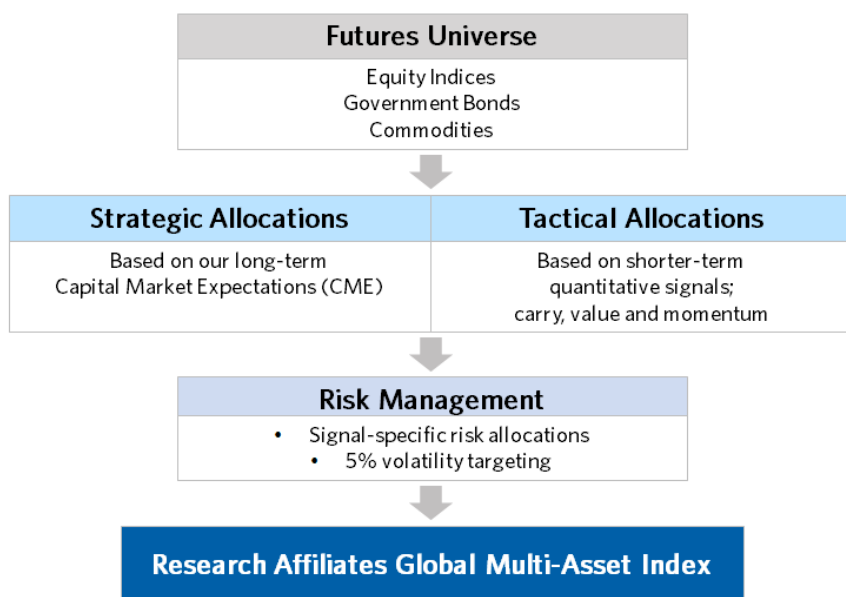 Futures Universe
Equity Indices
Government Bonds
Commodities
Strategic Allocations
Based on our long-term
Capital Market Expectations (CME)
Tactical Allocations
Based on shorter-term
quantitative signals;
carry, value and momentum
Risk Management
• Signal-specific risk allocations
• 5% volatility targeting
Research Affiliates Global Multi-Asset Index